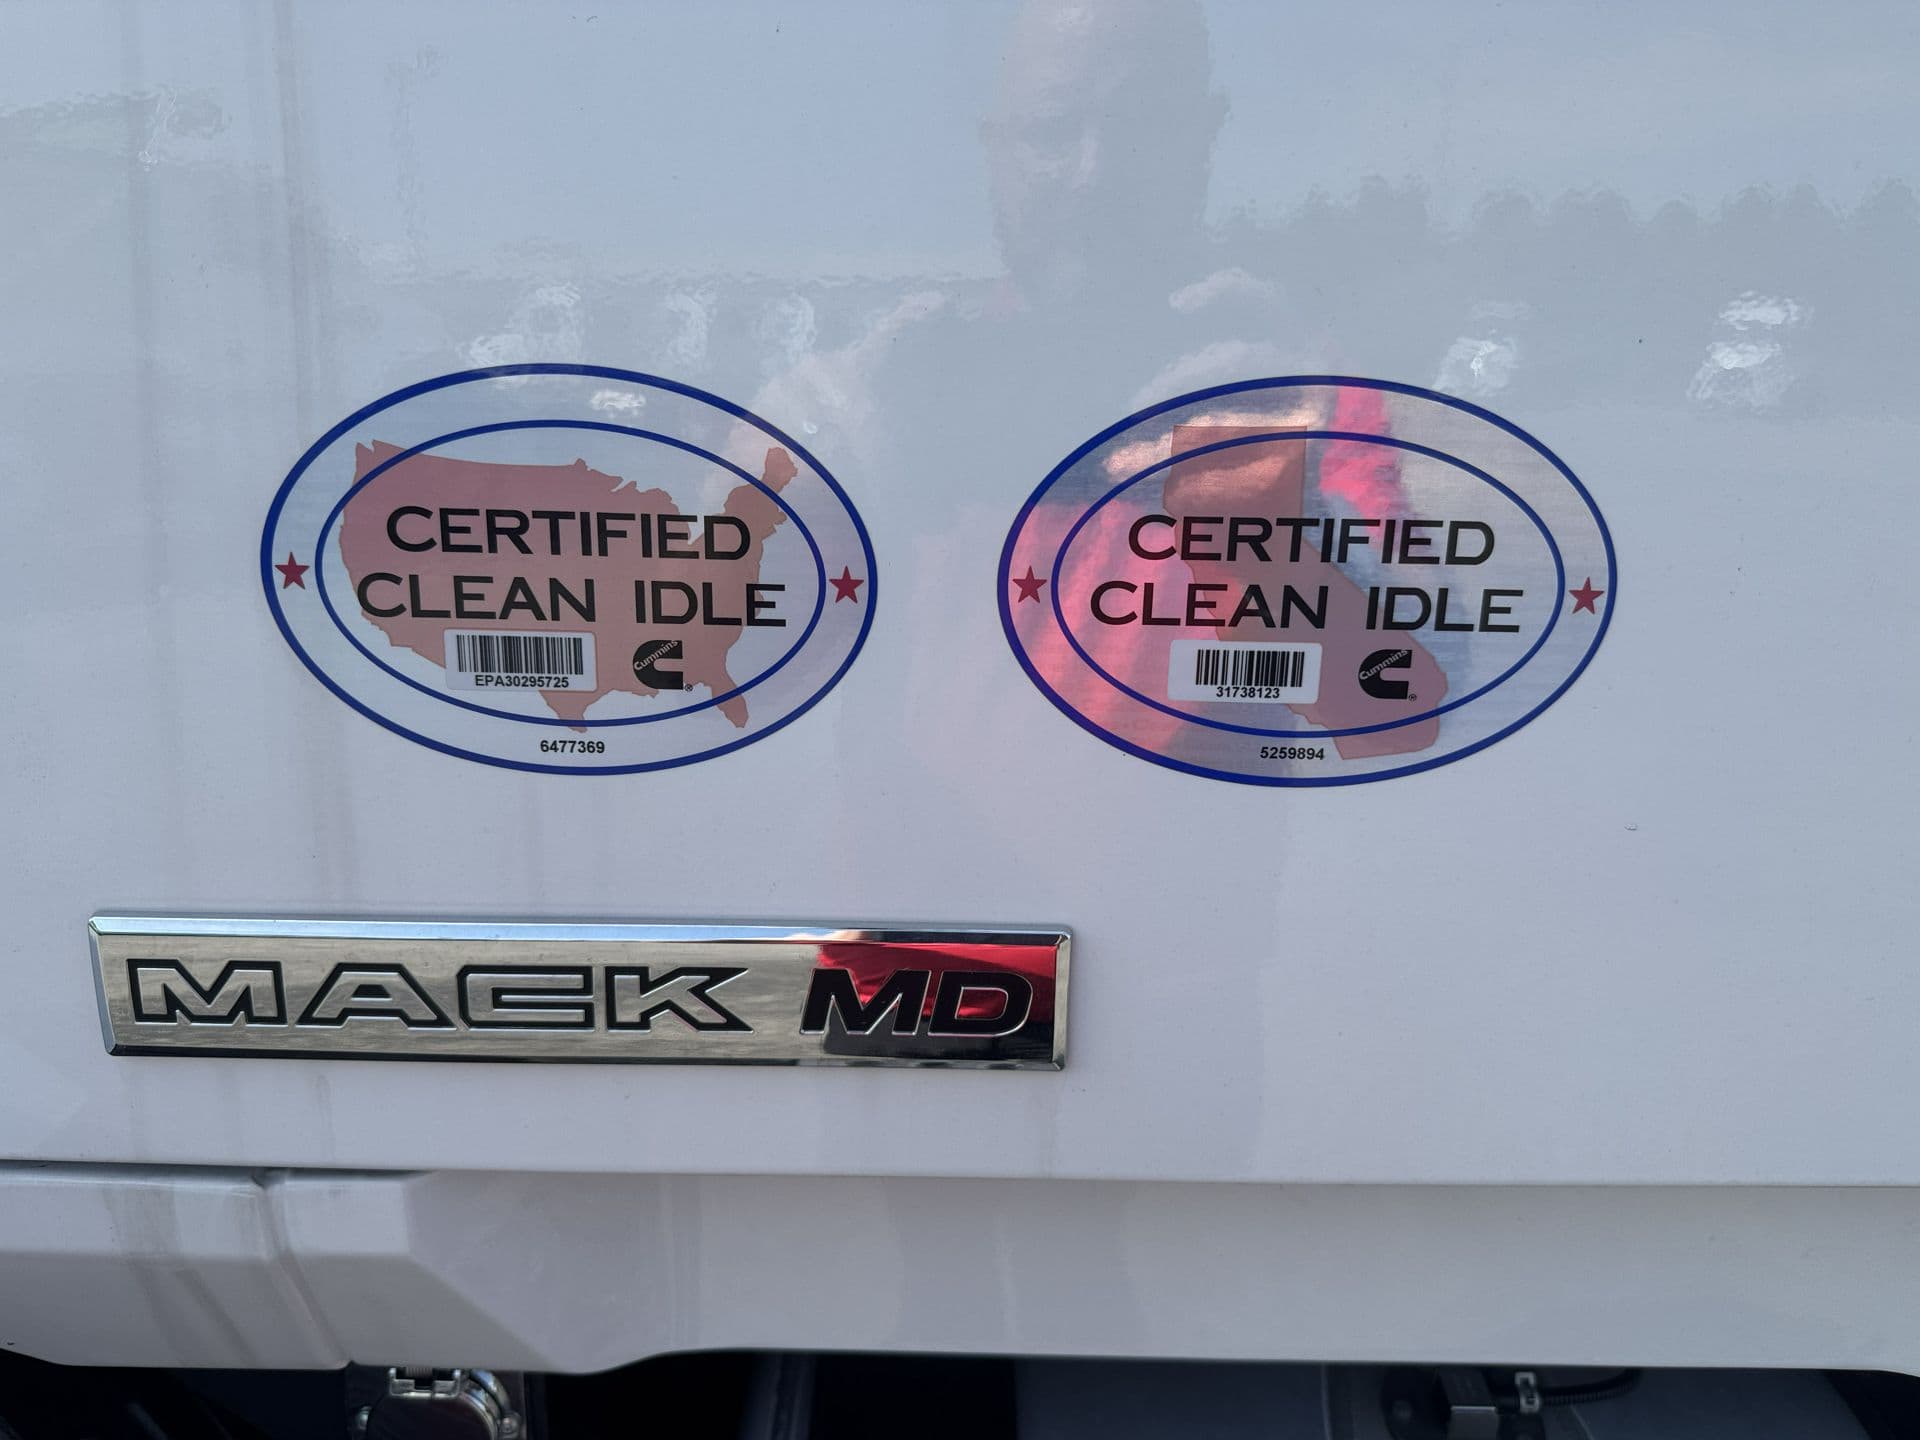 CERTIFIED
CLEAN IDLE
EPA30295725
Cummins
®
6477369
CERTIFIED
CLEAN IDLE
31738123
Cummins
®
5259894
MACK MD